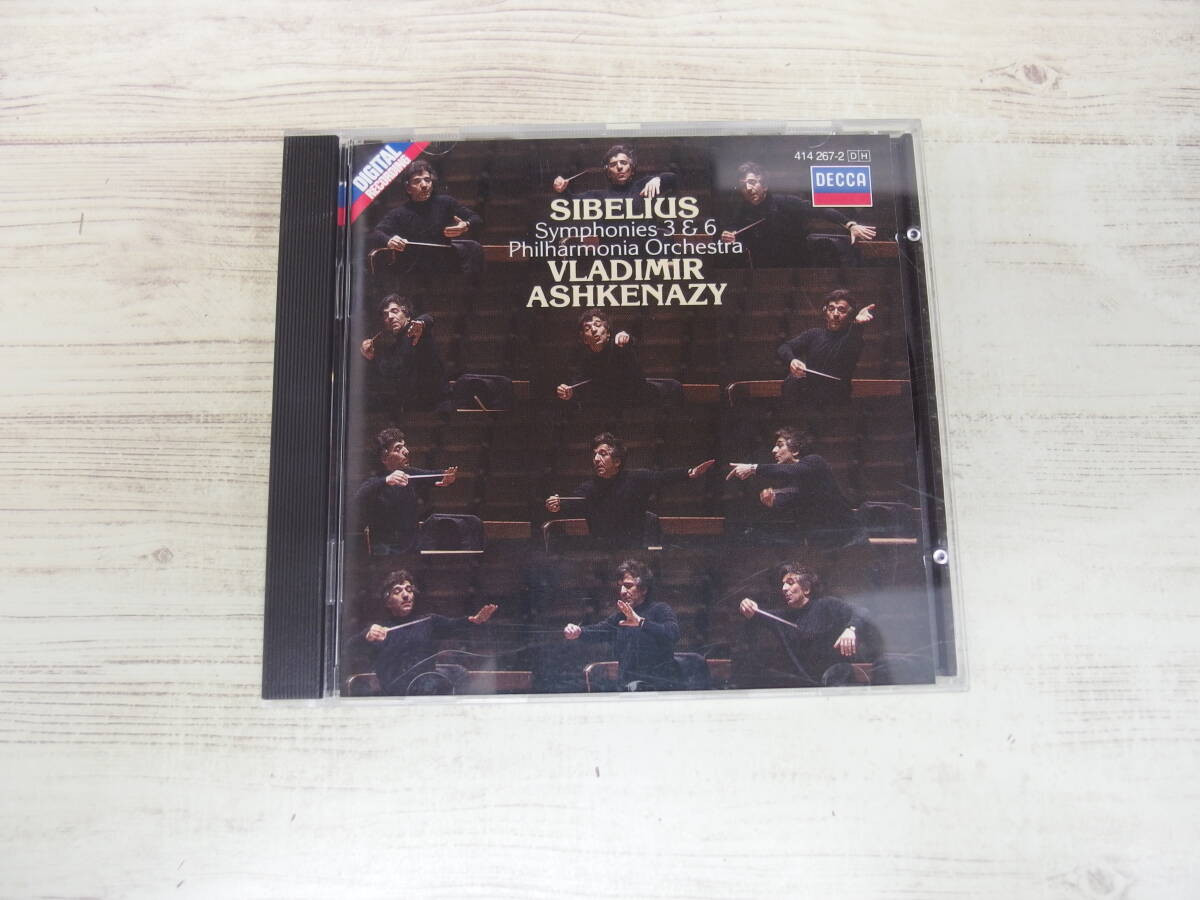 DIGITAL
RECORDING
414 267-2 DH
DECCA
SIBELIUS
Symphonies 3 & 6
Philharmonia Orchestra
VLADIMIR
ASHKENAZY